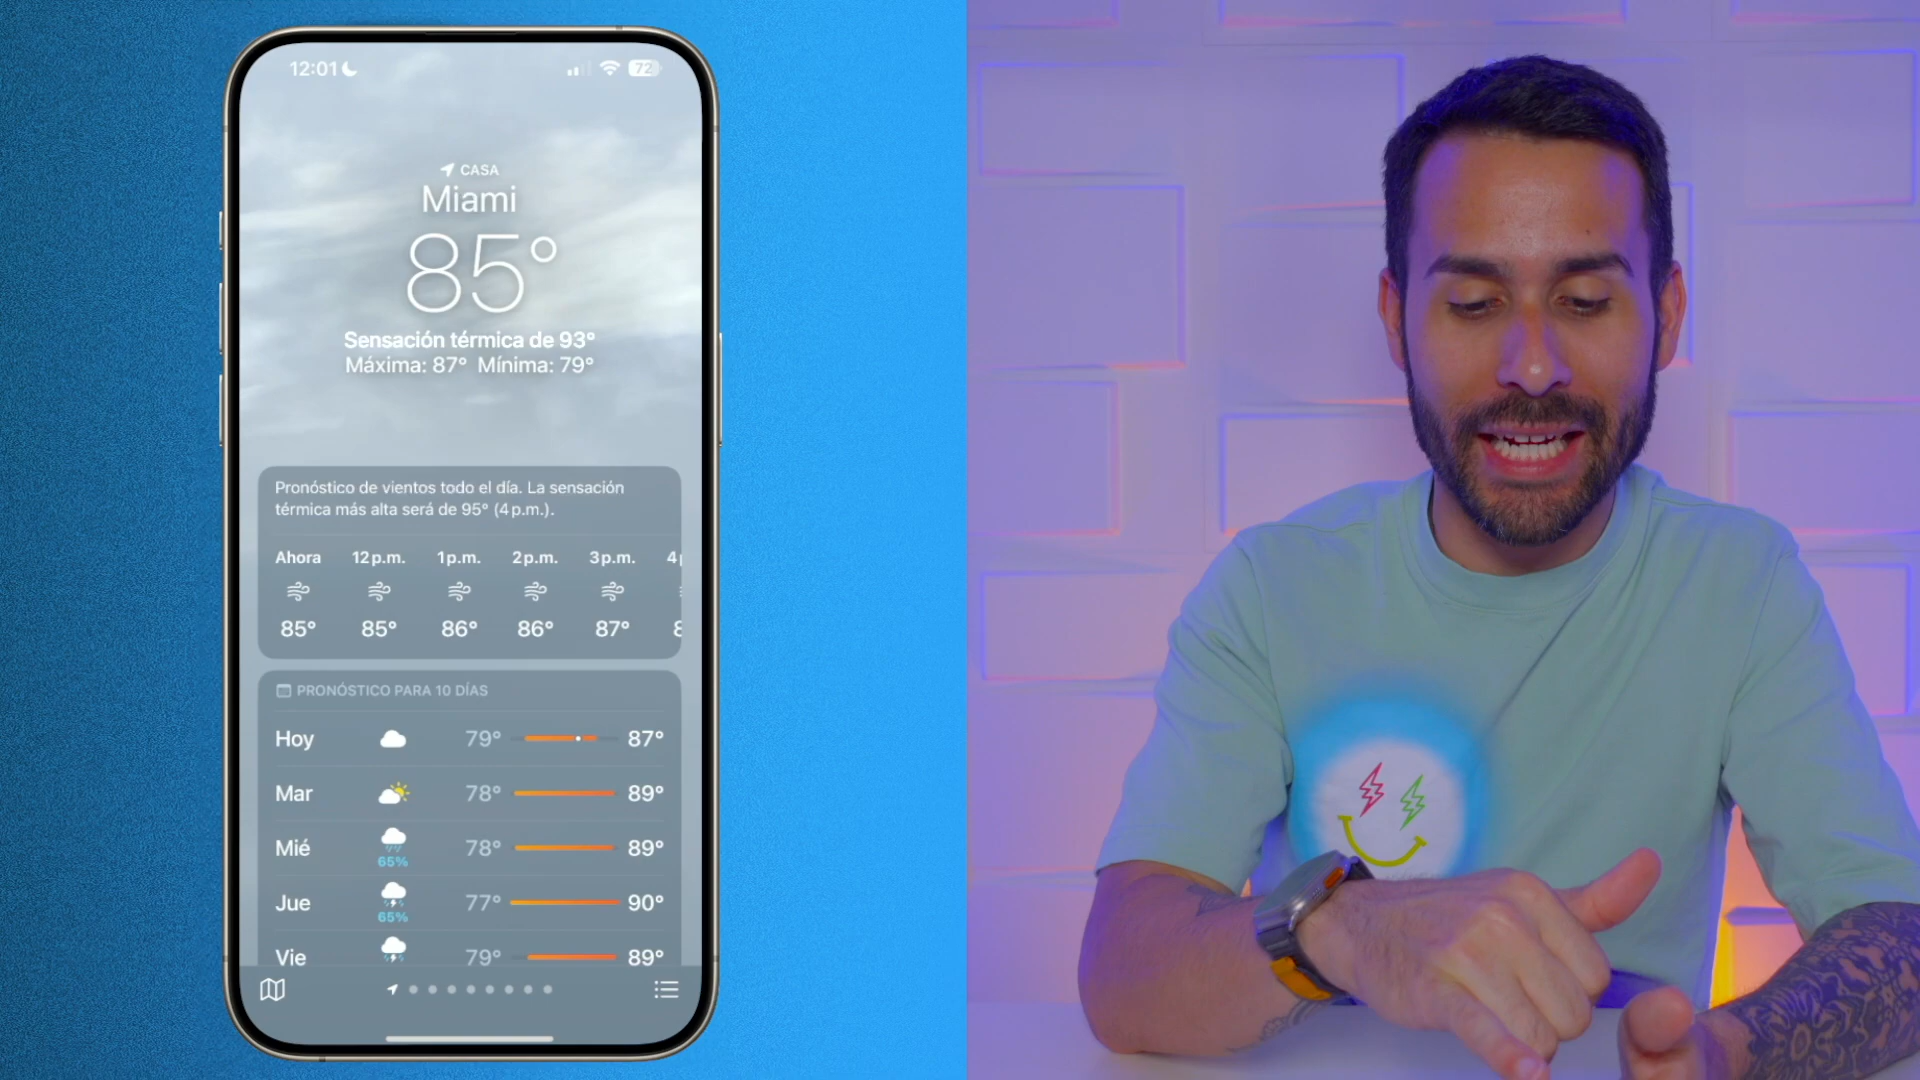 12:01
72
CASA
Miami
85°
Sensación térmica de 93°
Máxima: 87° Mínima: 79°
Pronóstico de vientos todo el día. La sensación
térmica más alta será de 95° (4 p.m.).
Ahora 12 p.m. 1 p.m. 2 p.m. 3 p.m.
85° 85° 86° 86° 87°
PRONÓSTICO PARA 10 DÍAS
Hoy 79° 87°
Mar 78° 89°
Mié 65% 78° 89°
Jue 65% 77° 90°
Vie 79° 89°